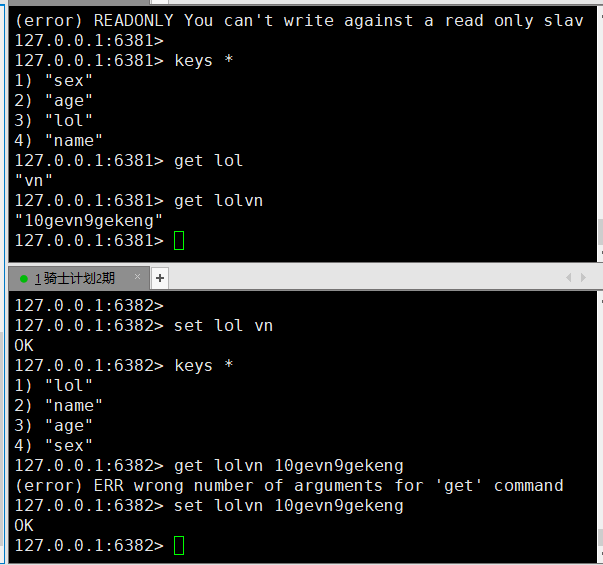 (error) READONLY You can't write against a read only slav
127.0.0.1:6381>
127.0.0.1:6381> keys *
1) "sex"
2) "age"
3) "lol"
4) "name"
127.0.0.1:6381> get lol
"vn"
127.0.0.1:6381> get lolvn
"10gevn9gekeng"
127.0.0.1:6381>
1 骑士计划2期 × +
127.0.0.1:6382>
127.0.0.1:6382> set lol vn
OK
127.0.0.1:6382> keys *
1) "lol"
2) "name"
3) "age"
4) "sex"
127.0.0.1:6382> get lolvn 10gevn9gekeng
(error) ERR wrong number of arguments for 'get' command
127.0.0.1:6382> set lolvn 10gevn9gekeng
OK
127.0.0.1:6382>